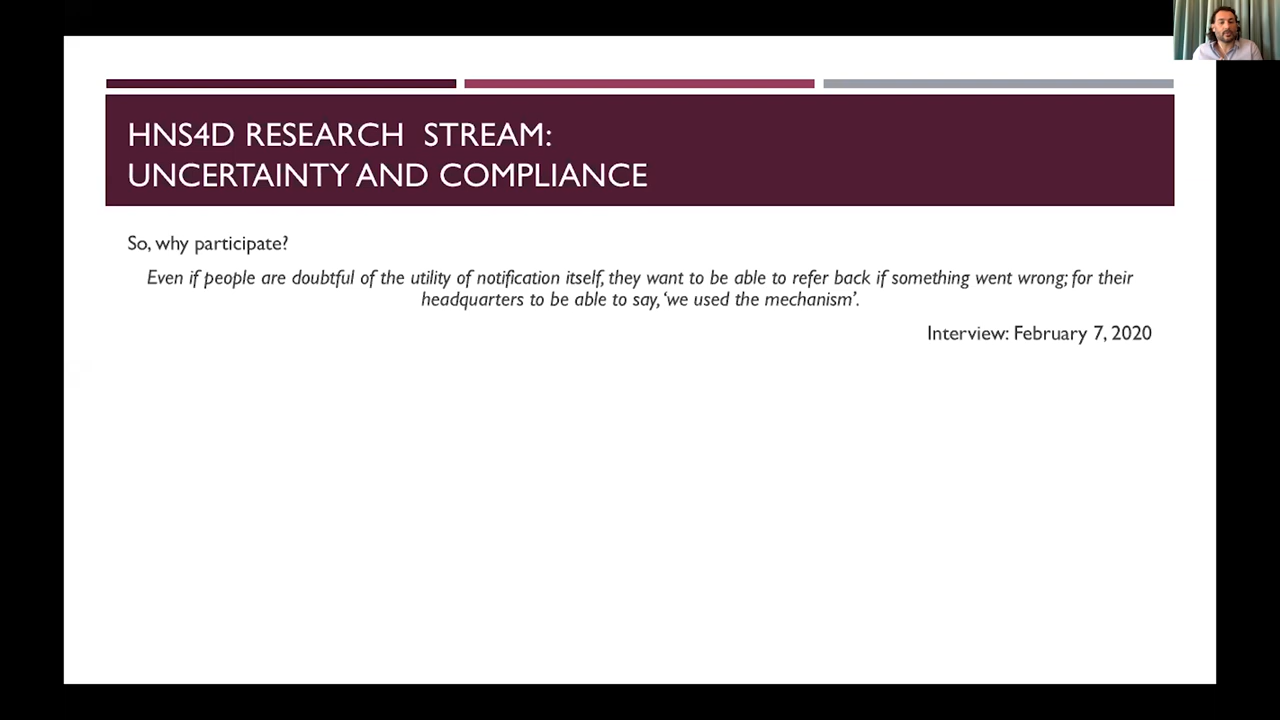 HNS4D RESEARCH STREAM:
UNCERTAINTY AND COMPLIANCE
So, why participate?
Even if people are doubtful of the utility of notification itself, they want to be able to refer back if something went wrong; for their
headquarters to be able to say, ‘we used the mechanism’.
Interview: February 7, 2020